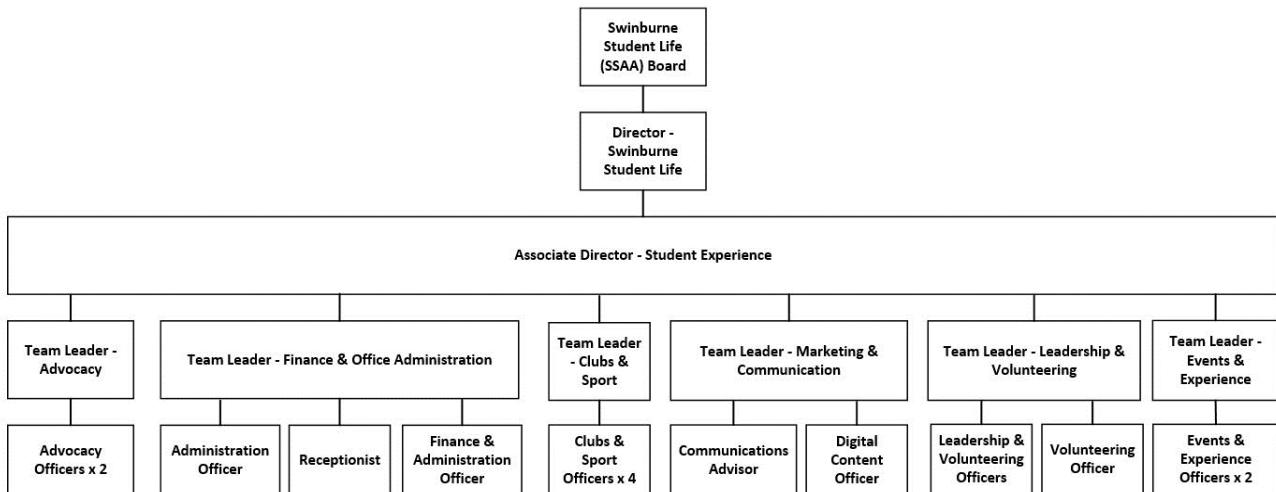 Swinburne
Student Life
(SSAA) Board
Director -
Swinburne
Student Life
Associate Director - Student Experience
Team Leader -
Advocacy
Team Leader - Finance & Office Administration
Team Leader
- Clubs &
Sport
Team Leader - Marketing &
Communication
Team Leader - Leadership &
Volunteering
Team Leader -
Events &
Experience
Advocacy
Officers x 2
Administration
Officer
Receptionist
Finance &
Administration
Officer
Clubs &
Sport
Officers x 4
Communications
Advisor
Digital
Content
Officer
Leadership &
Volunteering
Officers
Volunteering
Officer
Events &
Experience
Officers x 2